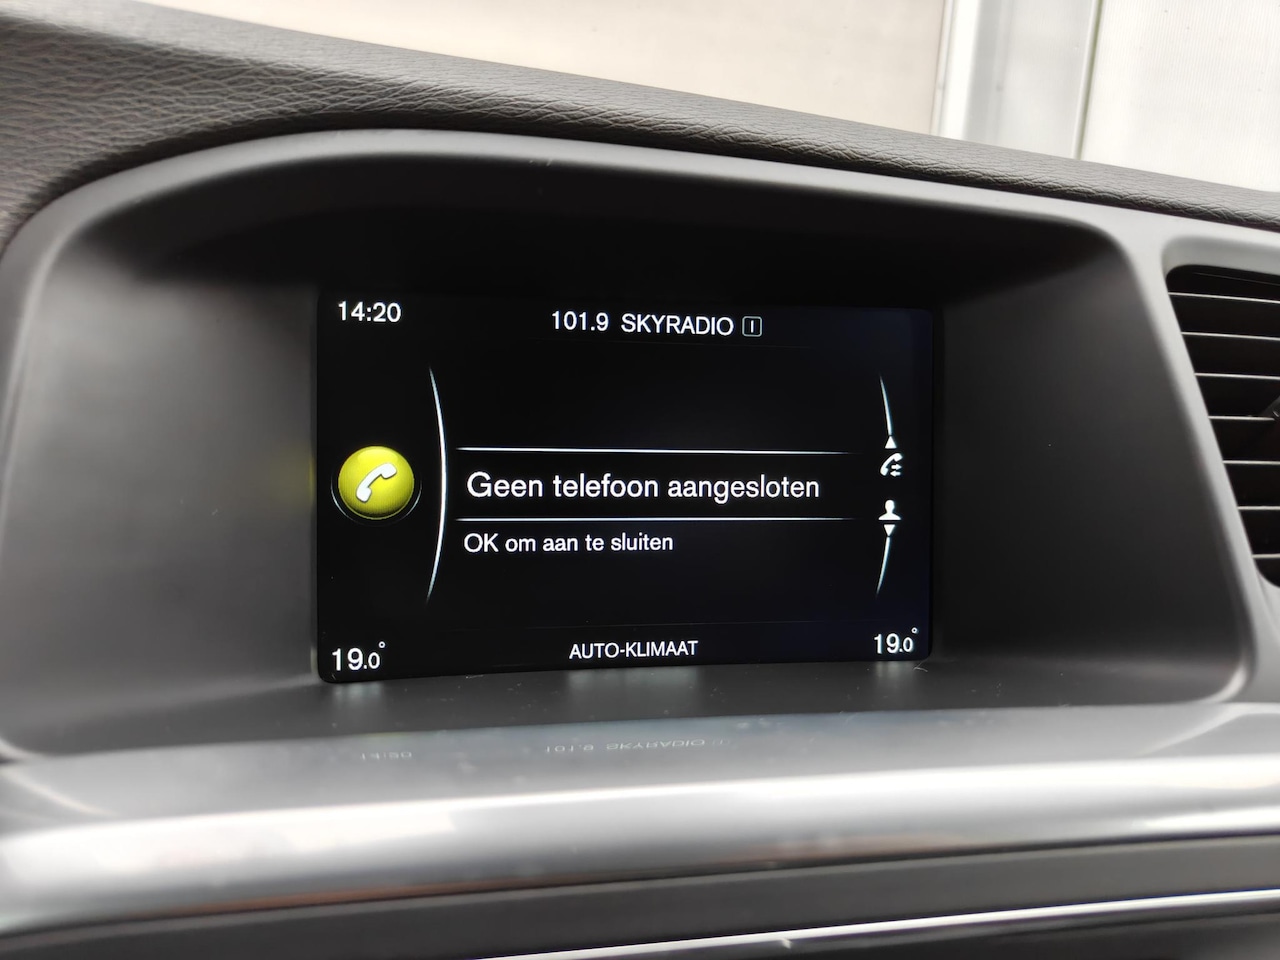 14:20
101.9 SKYRADIO I
Geen telefoon aangesloten
OK om aan te sluiten
19.0°
AUTO-KLIMAAT
19.0°